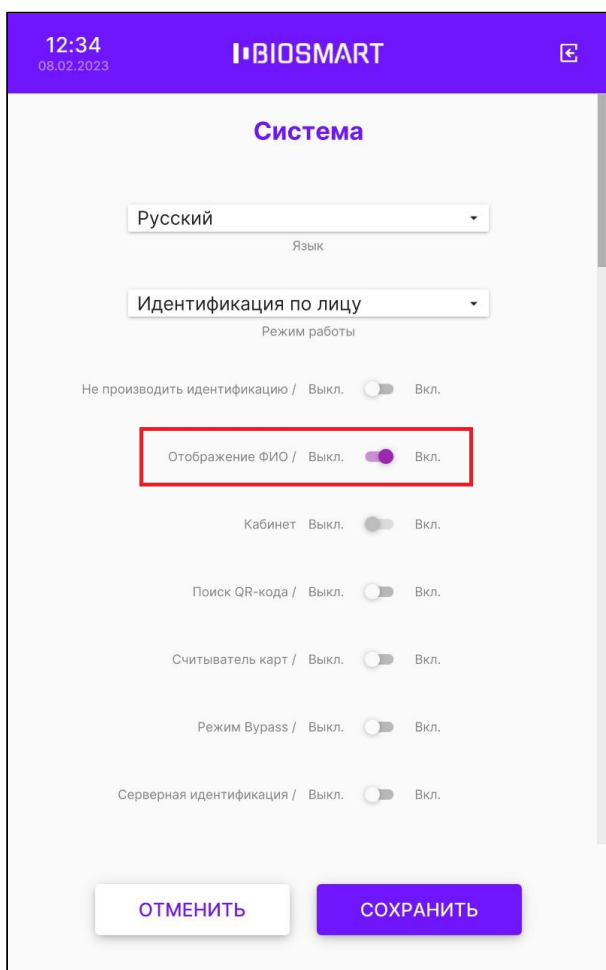 12:34
08.02.2023
BIOSMART
Система
Русский
Язык
Идентификация по лицу
Режим работы
Не производить идентификацию / Выкл. Вкл.
Отображение ФИО / Выкл. Вкл.
Кабинет Выкл. Вкл.
Поиск QR-кода / Выкл. Вкл.
Считыватель карт / Выкл. Вкл.
Режим Bypass / Выкл. Вкл.
Серверная идентификация / Выкл. Вкл.
ОТМЕНИТЬ СОХРАНИТЬ